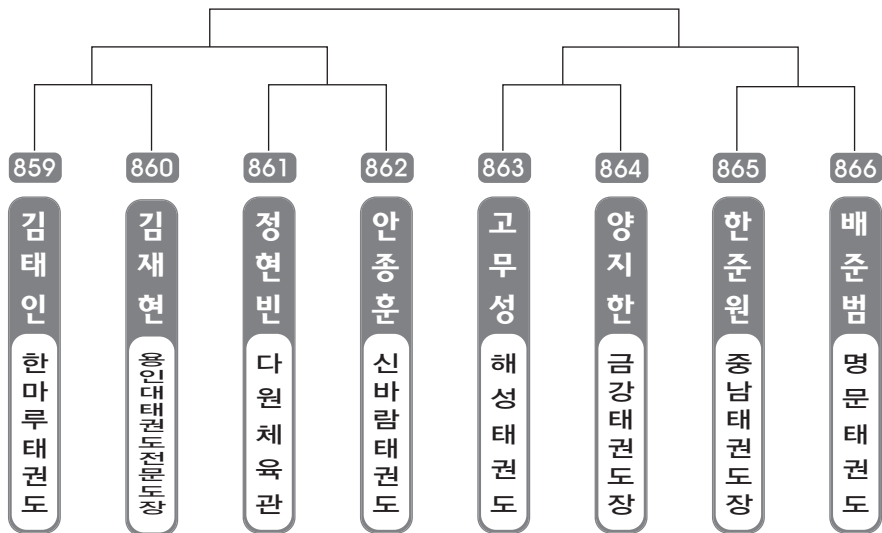 859
김태인
한마루태권도
860
김재현
용인대태권도전문도장
861
정현빈
다원체육관
862
안종훈
신바람태권도
863
고무성
해성태권도
864
양지한
금강태권도장
865
한준원
중남태권도장
866
배준범
명문태권도